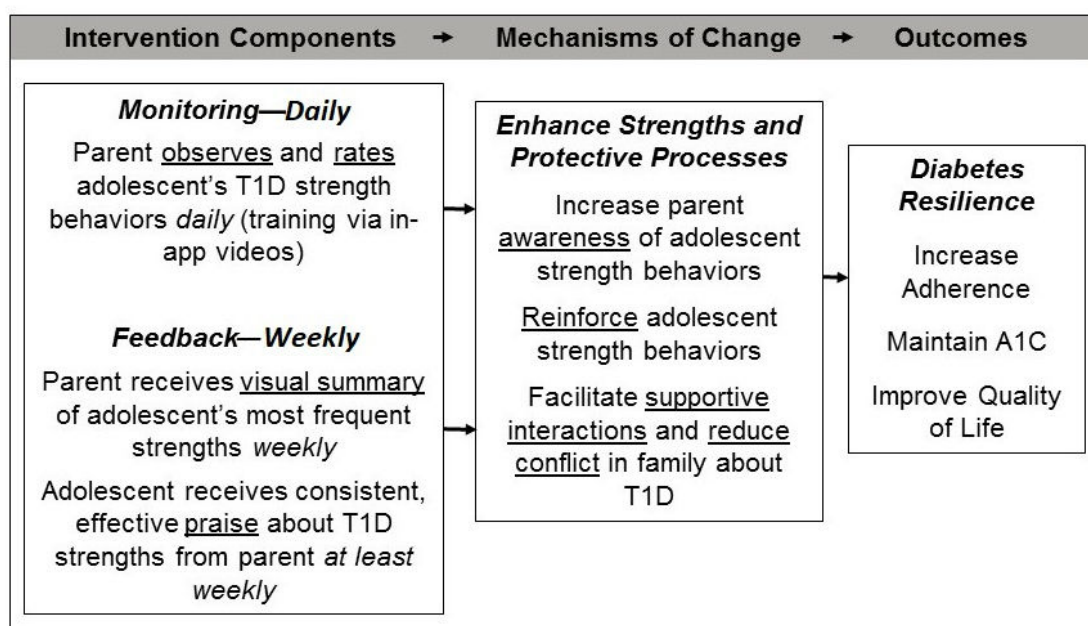 Intervention Components → Mechanisms of Change → Outcomes
Monitoring—Daily
Parent observes and rates
adolescent's T1D strength
behaviors daily (training via in-
app videos)
Feedback—Weekly
Parent receives visual summary
of adolescent's most frequent
strengths weekly
Adolescent receives consistent,
effective praise about T1D
strengths from parent at least
weekly
Enhance Strengths and
Protective Processes
Increase parent
awareness of adolescent
strength behaviors
Reinforce adolescent
strength behaviors
Facilitate supportive
interactions and reduce
conflict in family about
T1D
Diabetes
Resilience
Increase
Adherence
Maintain A1C
Improve Quality
of Life